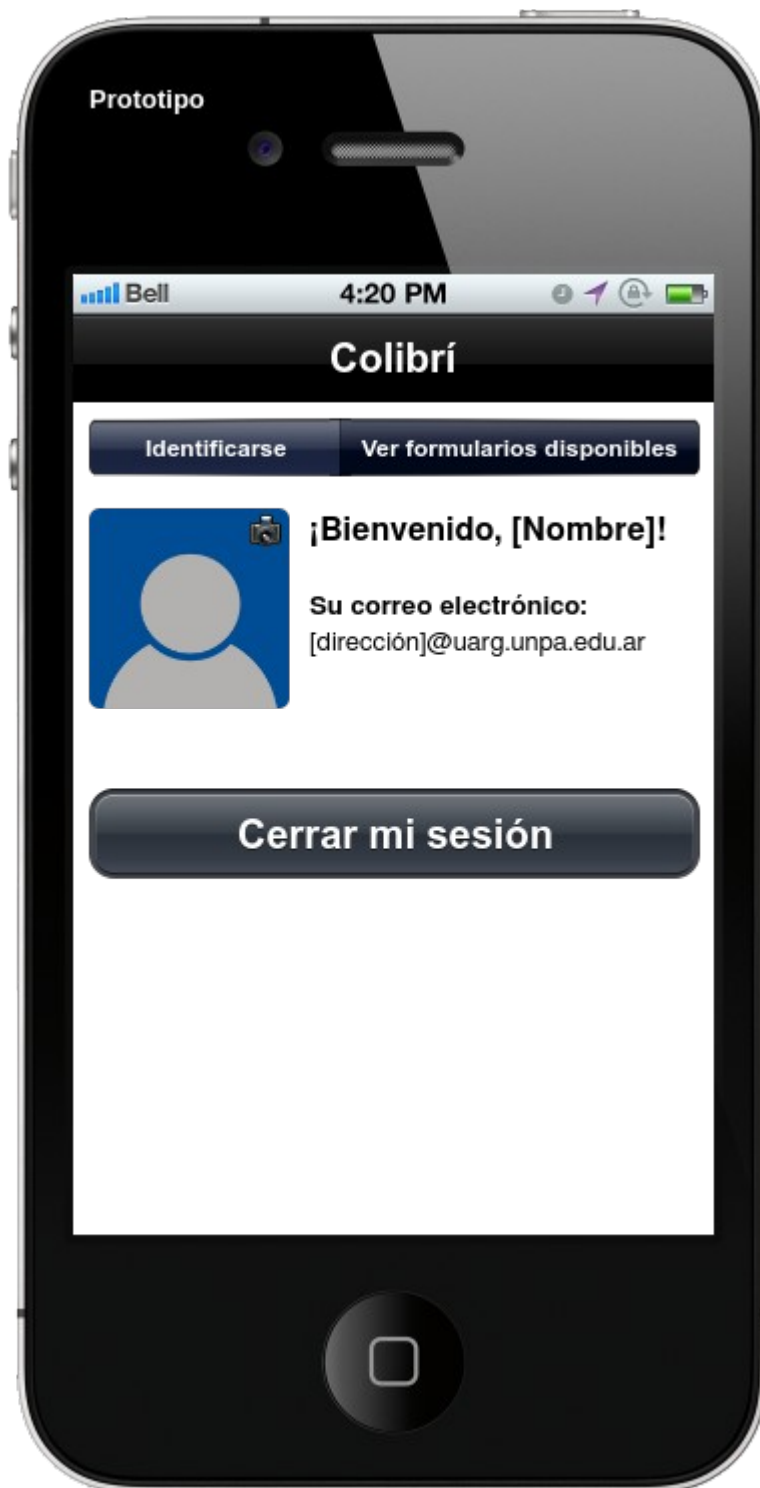 Prototipo
Bell 4:20 PM
Colibrí
Identificarse Ver formularios disponibles
¡Bienvenido, [Nombre]!
Su correo electrónico:
[dirección]@uarg.unpa.edu.ar
Cerrar mi sesión